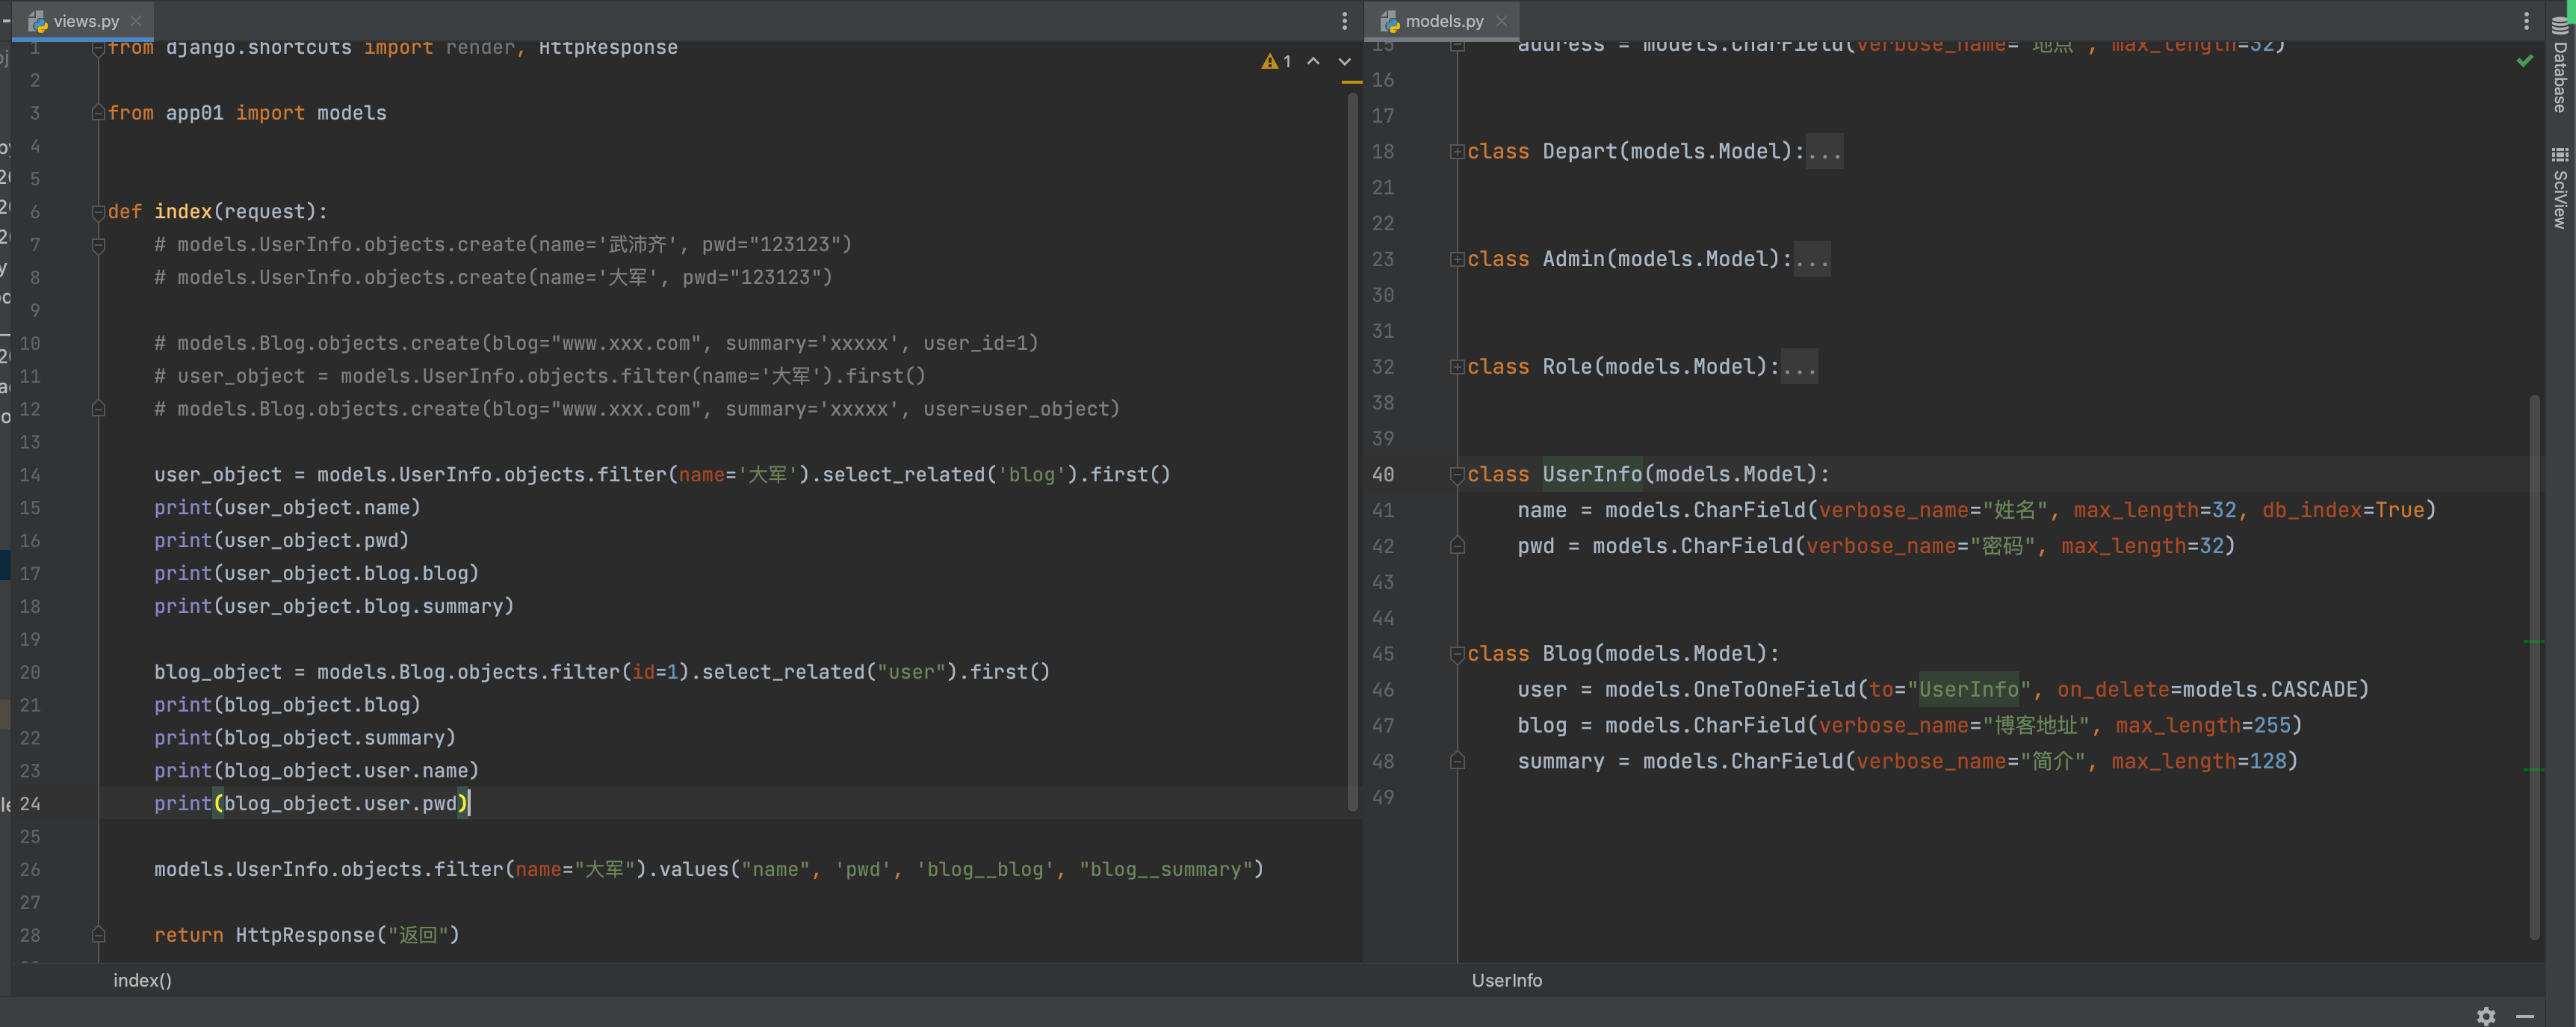 views.py
1 from django.shortcuts import render, HttpResponse
1
2
3 from app01 import models
4
5
6 def index(request):
7 # models.UserInfo.objects.create(name='武沛齐', pwd="123123")
8 # models.UserInfo.objects.create(name='大军', pwd="123123")
9
10 # models.Blog.objects.create(blog="www.xxx.com", summary='xxxxx', user_id=1)
11 # user_object = models.UserInfo.objects.filter(name='大军').first()
12 # models.Blog.objects.create(blog="www.xxx.com", summary='xxxxx', user=user_object)
13
14 user_object = models.UserInfo.objects.filter(name='大军').select_related('blog').first()
15 print(user_object.name)
16 print(user_object.pwd)
17 print(user_object.blog.blog)
18 print(user_object.blog.summary)
19
20 blog_object = models.Blog.objects.filter(id=1).select_related("user").first()
21 print(blog_object.blog)
22 print(blog_object.summary)
23 print(blog_object.user.name)
24 print(blog_object.user.pwd)
25
26 models.UserInfo.objects.filter(name="大军").values("name", 'pwd', 'blog__blog', "blog__summary")
27
28 return HttpResponse("返回")
index()
models.py
15 address = models.CharField(verbose_name="地点", max_length=32)
16
17
18 class Depart(models.Model):...
21
22
23 class Admin(models.Model):...
30
31
32 class Role(models.Model):...
38
39
40 class UserInfo(models.Model):
41 name = models.CharField(verbose_name="姓名", max_length=32, db_index=True)
42 pwd = models.CharField(verbose_name="密码", max_length=32)
43
44
45 class Blog(models.Model):
46 user = models.OneToOneField(to="UserInfo", on_delete=models.CASCADE)
47 blog = models.CharField(verbose_name="博客地址", max_length=255)
48 summary = models.CharField(verbose_name="简介", max_length=128)
49
UserInfo
Database
SciView